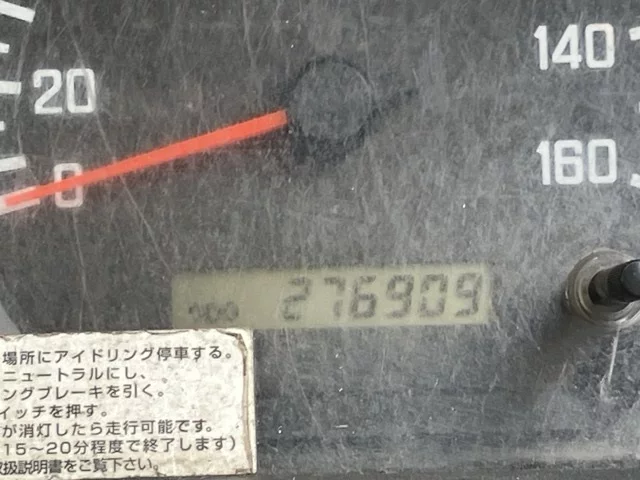 140
20
160
0
ODO 276909
場所にアイドリング停車する。
ニュートラルにし、
ングブレーキを引く。
イッチを押す。
が消灯したら走行可能です。
15～20分程度で終了します)
取扱説明書をご覧下さい。